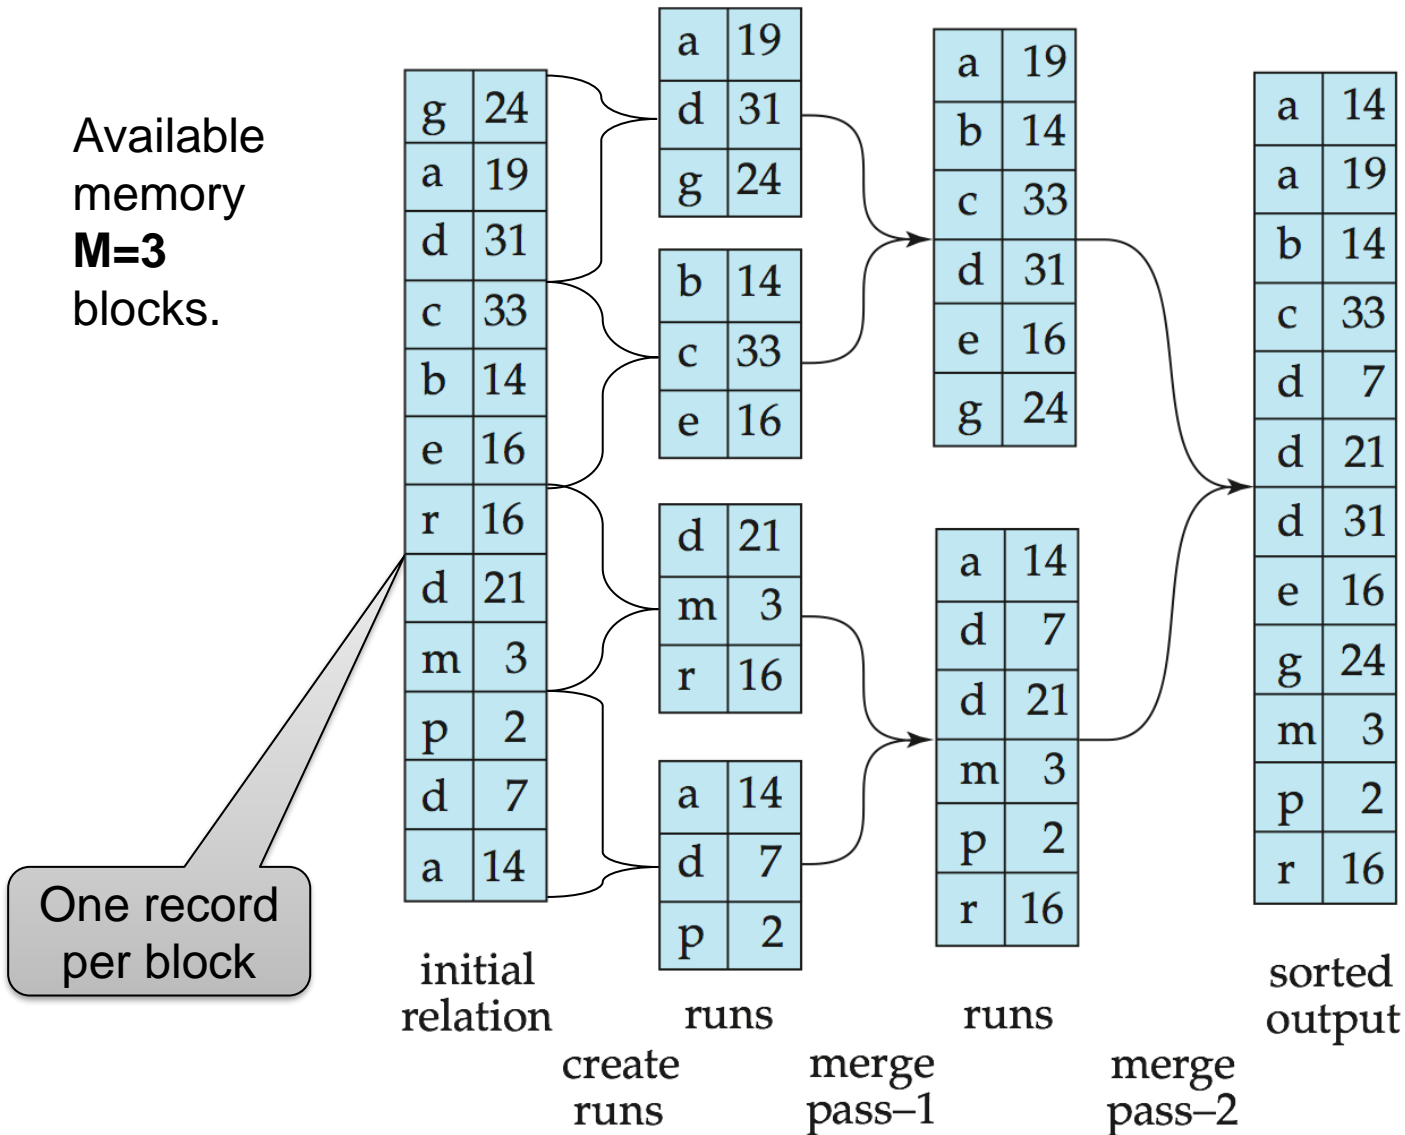 Available
memory
M=3
blocks.
g 24
a 19
d 31
c 33
b 14
e 16
r 16
d 21
m 3
p 2
d 7
a 14
One record
per block
initial
relation
a 19
d 31
g 24
b 14
c 33
e 16
d 21
m 3
r 16
a 14
d 7
p 2
runs
a 19
b 14
c 33
d 31
e 16
g 24
a 14
d 7
d 21
m 3
p 2
r 16
runs
a 14
a 19
b 14
c 33
d 7
d 21
d 31
e 16
g 24
m 3
p 2
r 16
sorted
output
create
runs
merge
pass–1
merge
pass–2